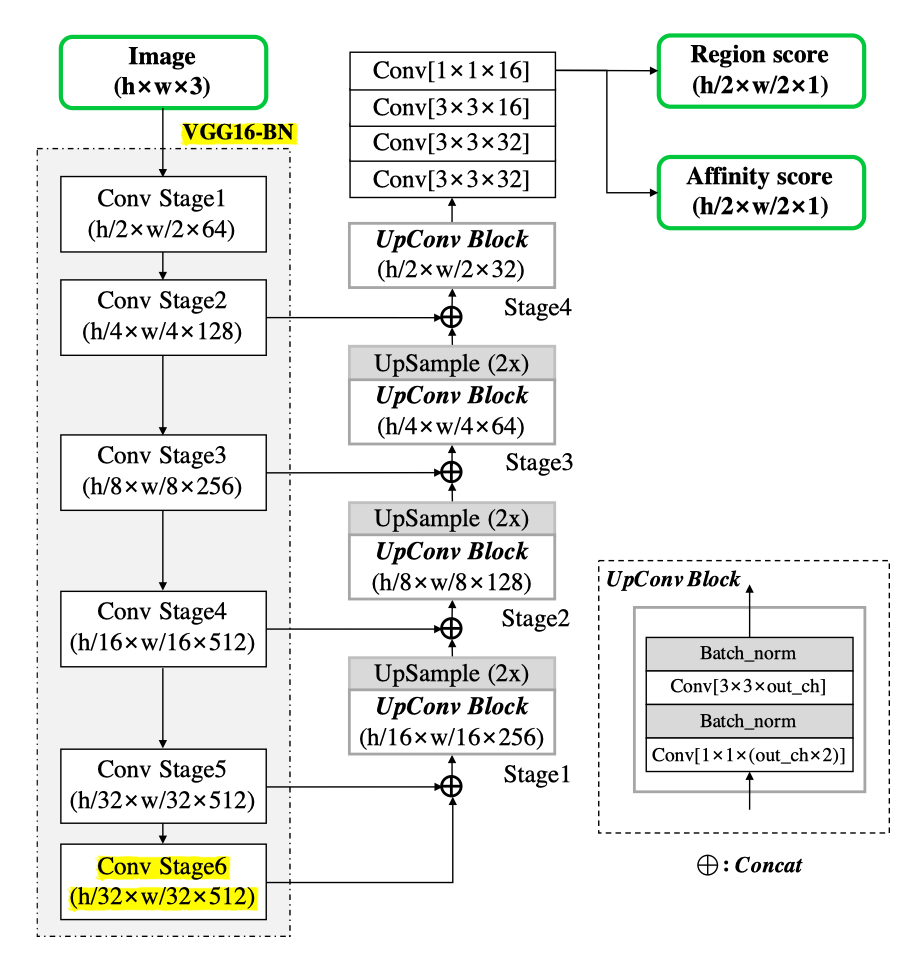 Image
(h×w×3)
VGG16-BN
Conv Stage1
(h/2×w/2×64)
Conv Stage2
(h/4×w/4×128)
Conv Stage3
(h/8×w/8×256)
Conv Stage4
(h/16×w/16×512)
Conv Stage5
(h/32×w/32×512)
Conv Stage6
(h/32×w/32×512)
Conv[1×1×16]
Conv[3×3×16]
Conv[3×3×32]
Conv[3×3×32]
UpConv Block
(h/2×w/2×32)
Stage4
UpSample (2x)
UpConv Block
(h/4×w/4×64)
Stage3
UpSample (2x)
UpConv Block
(h/8×w/8×128)
Stage2
UpSample (2x)
UpConv Block
(h/16×w/16×256)
Stage1
Region score
(h/2×w/2×1)
Affinity score
(h/2×w/2×1)
UpConv Block
Batch_norm
Conv[3×3×out_ch]
Batch_norm
Conv[1×1×(out_ch×2)]
⊕: Concat